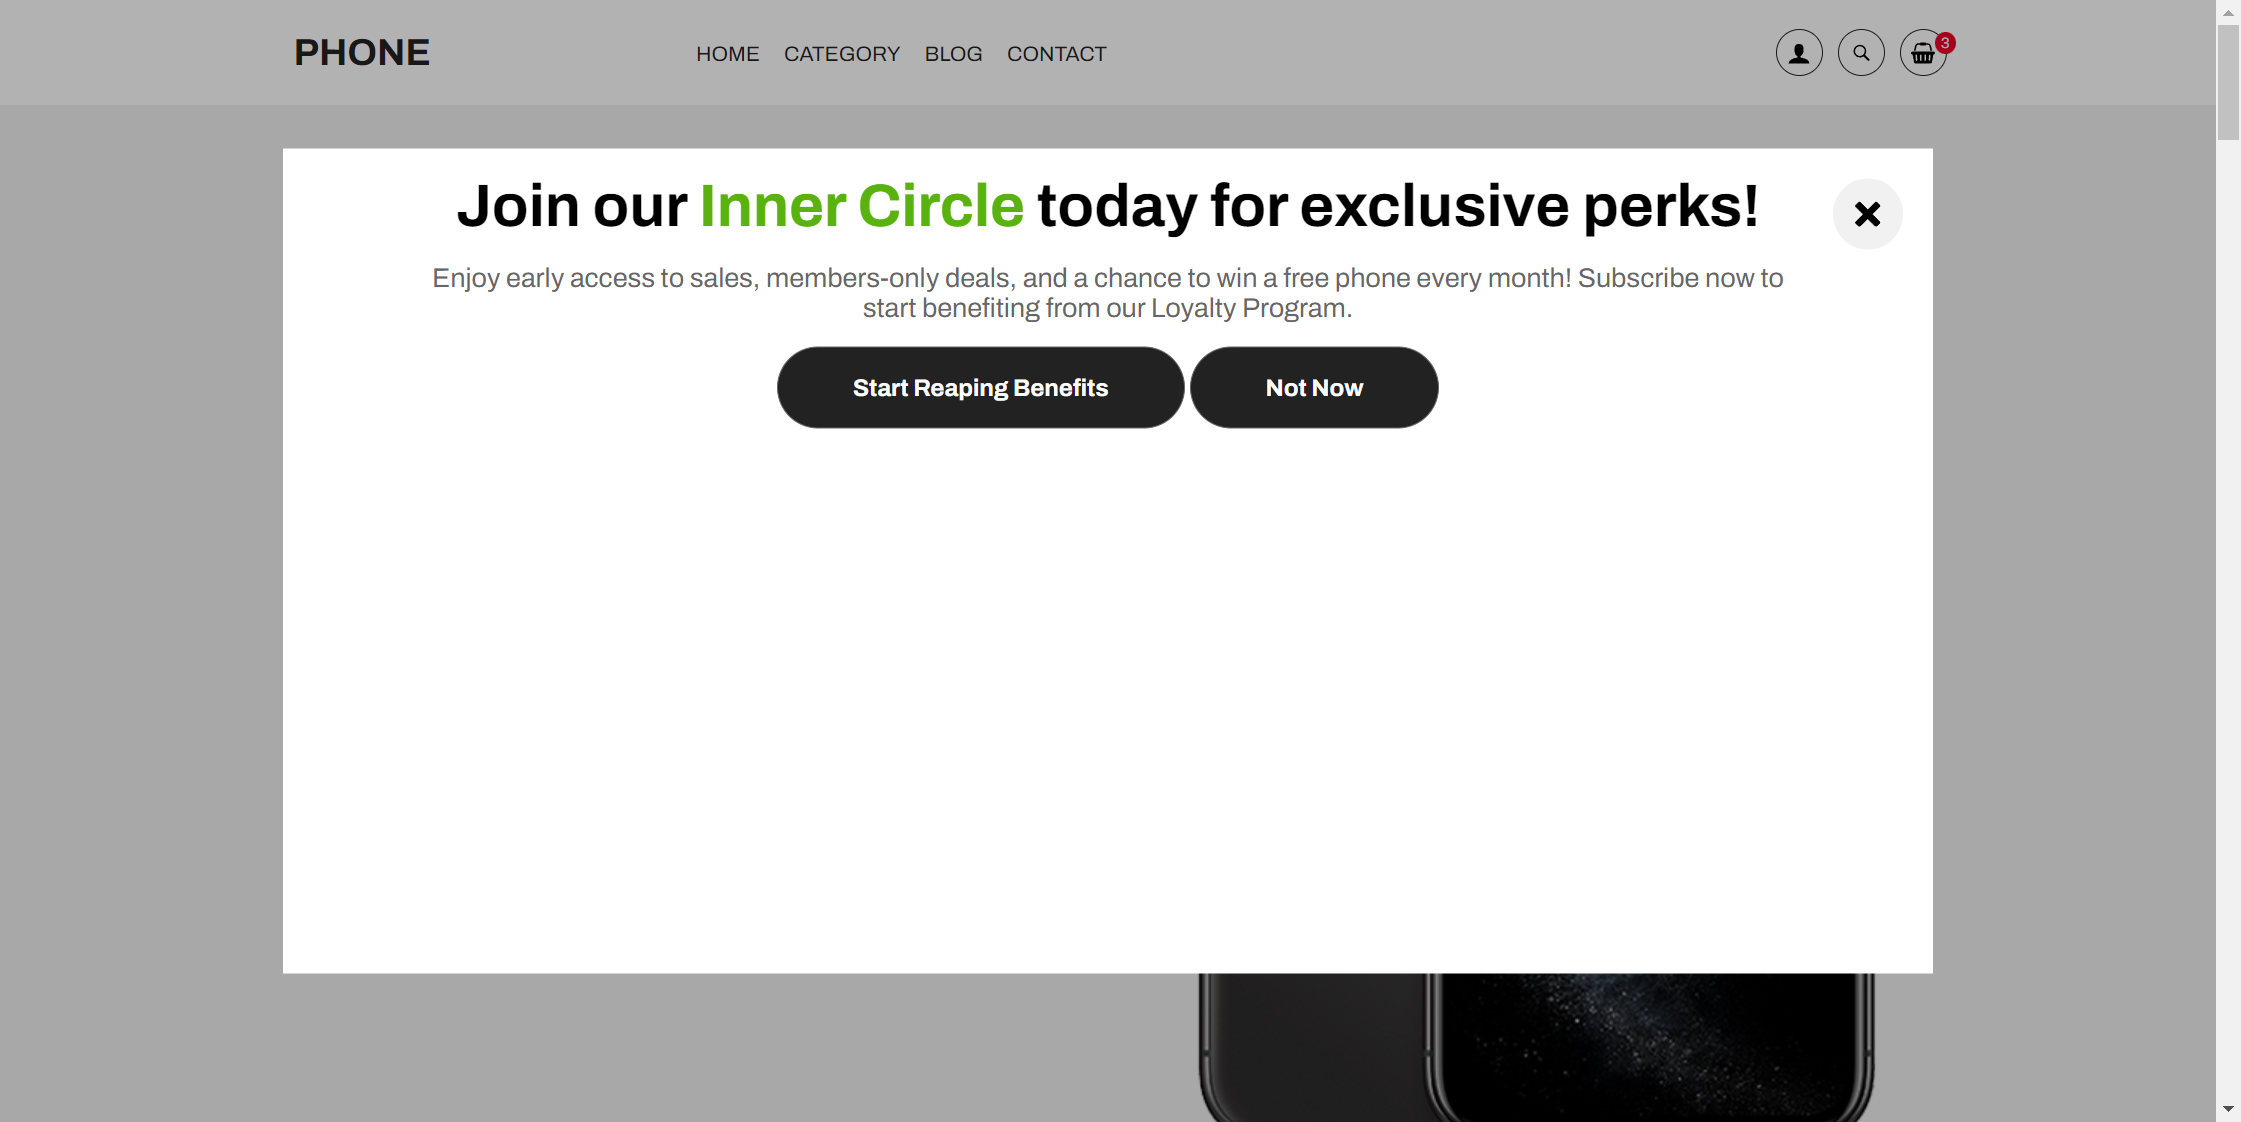 PHONE
HOME CATEGORY BLOG CONTACT
3
Join our Inner Circle today for exclusive perks!
Enjoy early access to sales, members-only deals, and a chance to win a free phone every month! Subscribe now to
start benefiting from our Loyalty Program.
Start Reaping Benefits Not Now